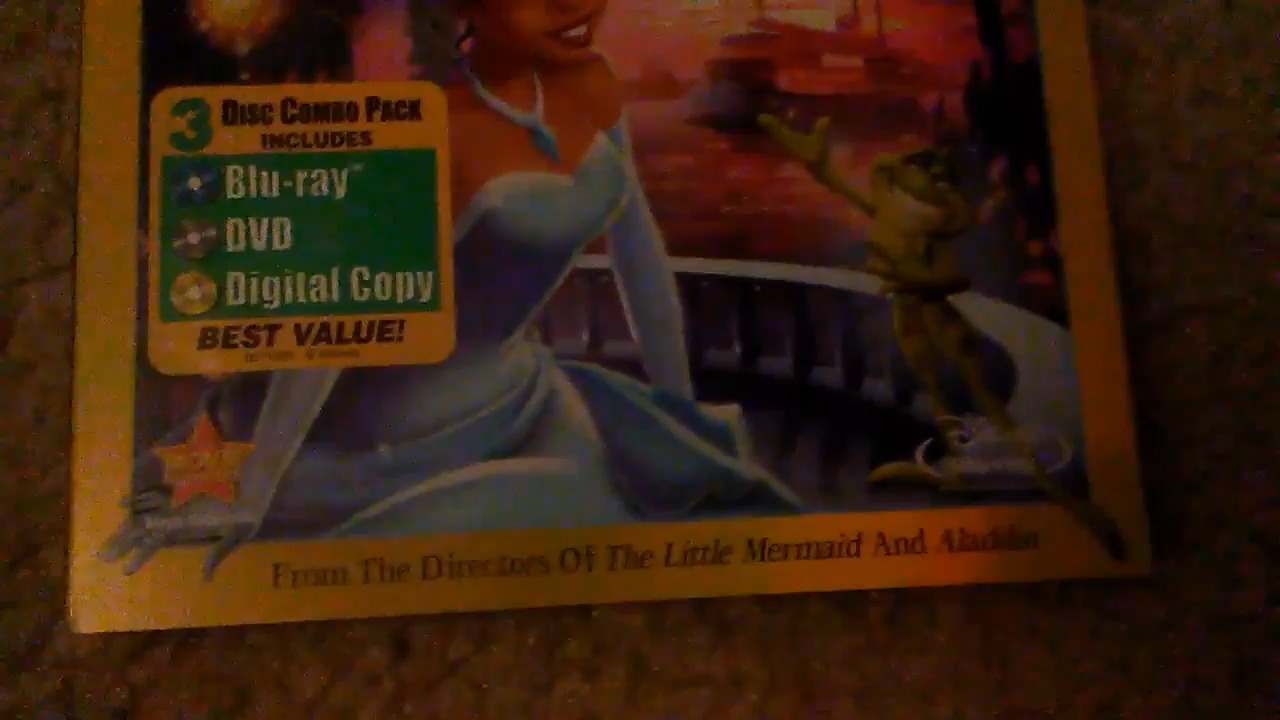 3 DISC COMBO PACK
INCLUDES
Blu-ray™
DVD
Digital Copy
BEST VALUE!
From The Directors Of The Little Mermaid And Aladdin